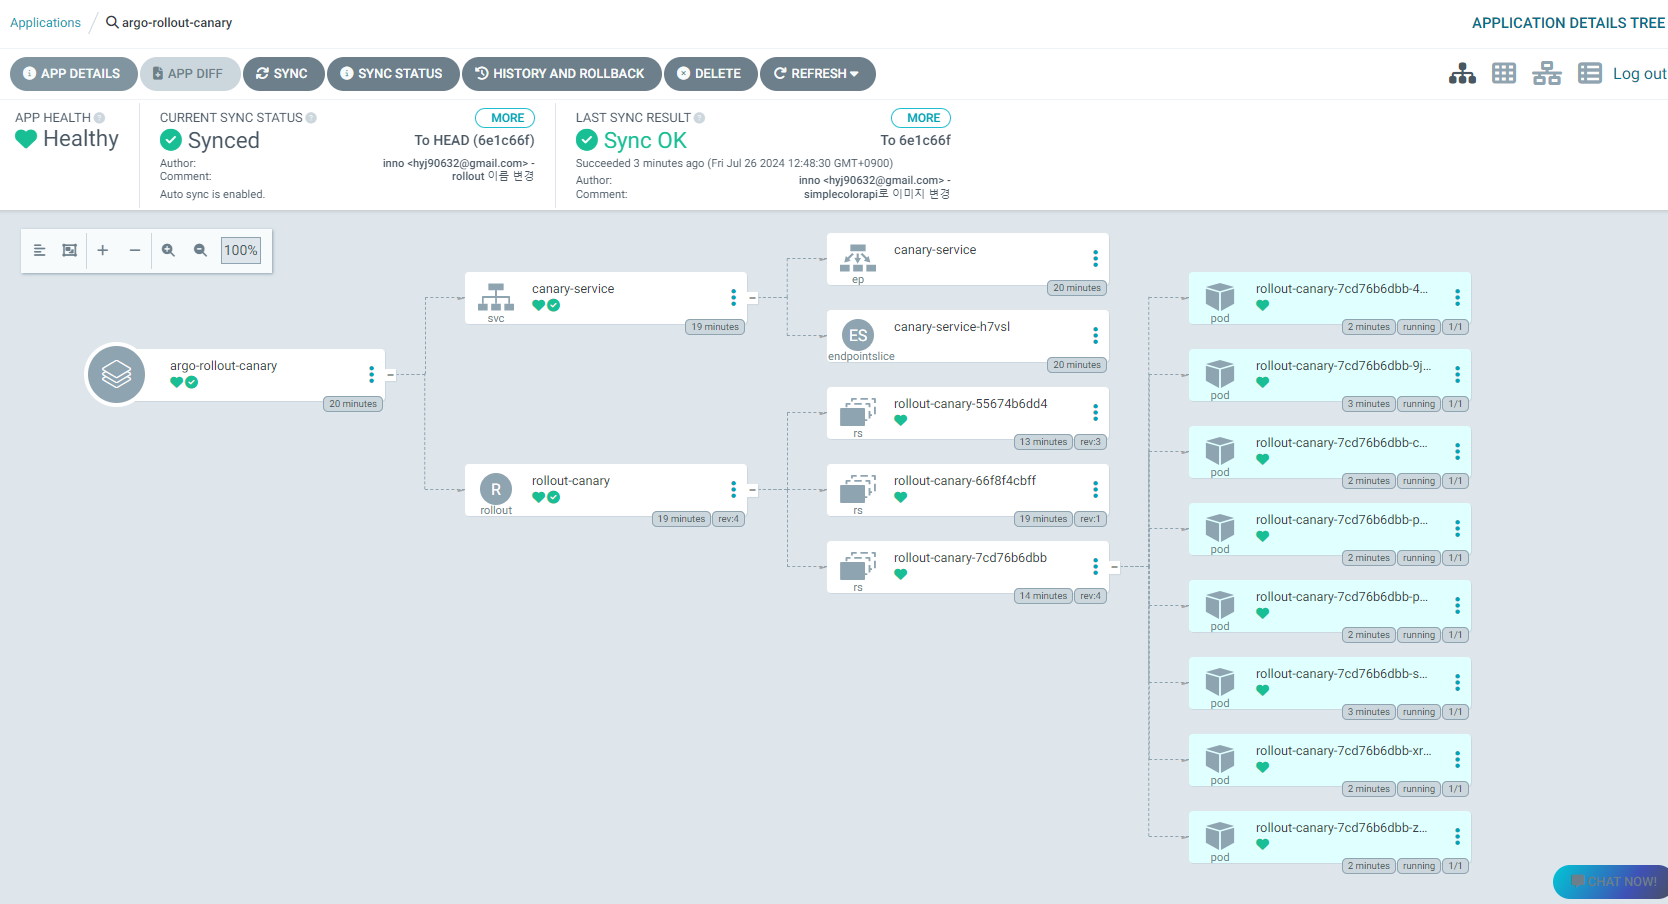 Applications / argo-rollout-canary
APPLICATION DETAILS TREE
APP DETAILS
APP DIFF
SYNC
SYNC STATUS
HISTORY AND ROLLBACK
DELETE
REFRESH
Log out
APP HEALTH
Healthy
CURRENT SYNC STATUS
MORE
Synced
To HEAD (6e1c66f)
Author: inno <hyj90632@gmail.com> -
Comment: rollout 이름 변경
Auto sync is enabled.
LAST SYNC RESULT
MORE
Sync OK
To 6e1c66f
Succeeded 3 minutes ago (Fri Jul 26 2024 12:48:30 GMT+0900)
Author: inno <hyj90632@gmail.com> -
Comment: simplecolorapi로 이미지 변경
100%
argo-rollout-canary
20 minutes
svc
canary-service
19 minutes
R
rollout
rollout-canary
19 minutes rev:4
ep
canary-service
20 minutes
ES
endpointslice
canary-service-h7vsl
20 minutes
rs
rollout-canary-55674b6dd4
13 minutes rev:3
rs
rollout-canary-66f8f4cbff
19 minutes rev:1
rs
rollout-canary-7cd76b6dbb
14 minutes rev:4
pod
rollout-canary-7cd76b6dbb-4...
2 minutes running 1/1
pod
rollout-canary-7cd76b6dbb-9j...
3 minutes running 1/1
pod
rollout-canary-7cd76b6dbb-c...
2 minutes running 1/1
pod
rollout-canary-7cd76b6dbb-p...
2 minutes running 1/1
pod
rollout-canary-7cd76b6dbb-p...
2 minutes running 1/1
pod
rollout-canary-7cd76b6dbb-s...
3 minutes running 1/1
pod
rollout-canary-7cd76b6dbb-xr...
2 minutes running 1/1
pod
rollout-canary-7cd76b6dbb-z...
2 minutes running 1/1
CHAT NOW!